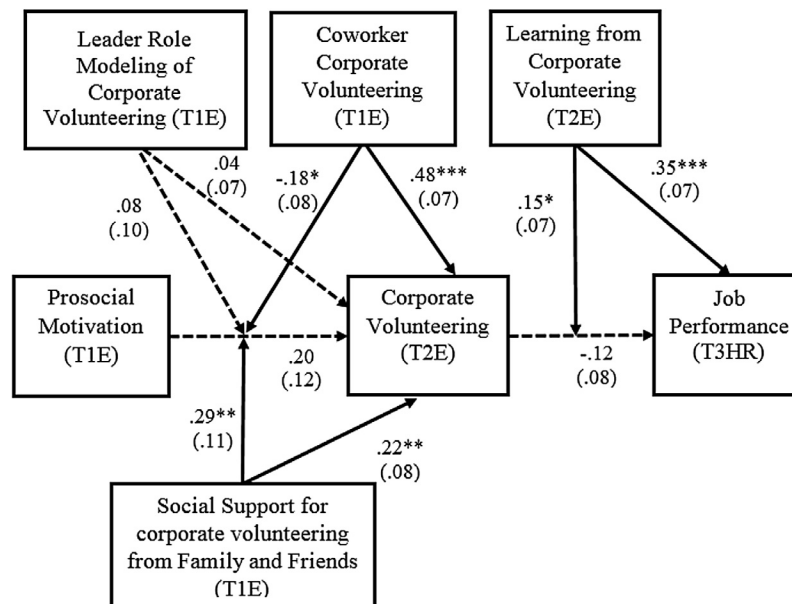 Leader Role
Modeling of
Corporate
Volunteering (T1E)
Coworker
Corporate
Volunteering
(T1E)
Learning from
Corporate
Volunteering
(T2E)
.04
(.07)
.08
(.10)
-.18*
(.08)
.48***
(.07)
.15*
(.07)
.35***
(.07)
Prosocial
Motivation
(T1E)
.20
(.12)
Corporate
Volunteering
(T2E)
-.12
(.08)
Job
Performance
(T3HR)
.29**
(.11)
.22**
(.08)
Social Support for
corporate volunteering
from Family and Friends
(T1E)